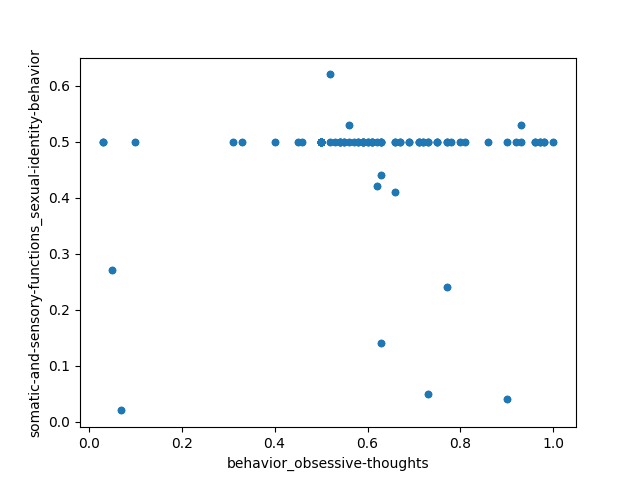 somatic-and-sensory-functions_sexual-identity-behavior
0.6
0.5
0.4
0.3
0.2
0.1
0.0
0.0 0.2 0.4 0.6 0.8 1.0
behavior_obsessive-thoughts